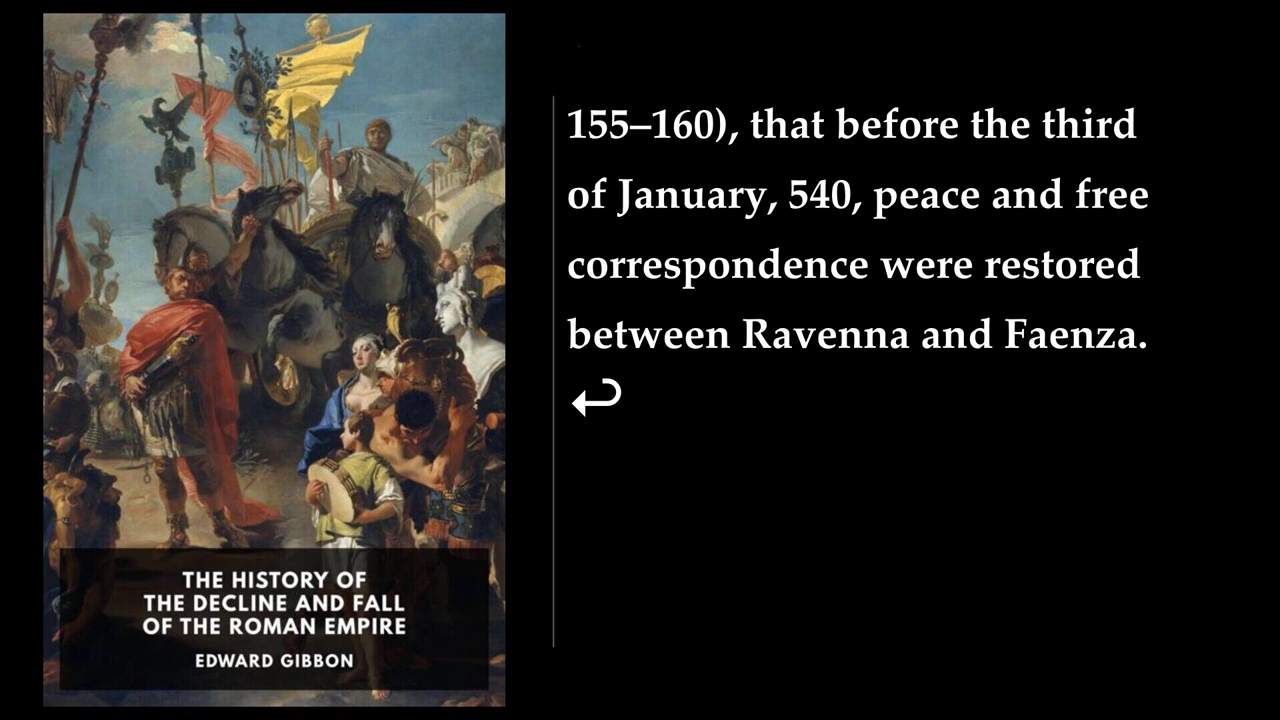 THE HISTORY OF
THE DECLINE AND FALL
OF THE ROMAN EMPIRE
EDWARD GIBBON
155–160), that before the third
of January, 540, peace and free
correspondence were restored
between Ravenna and Faenza.
↩